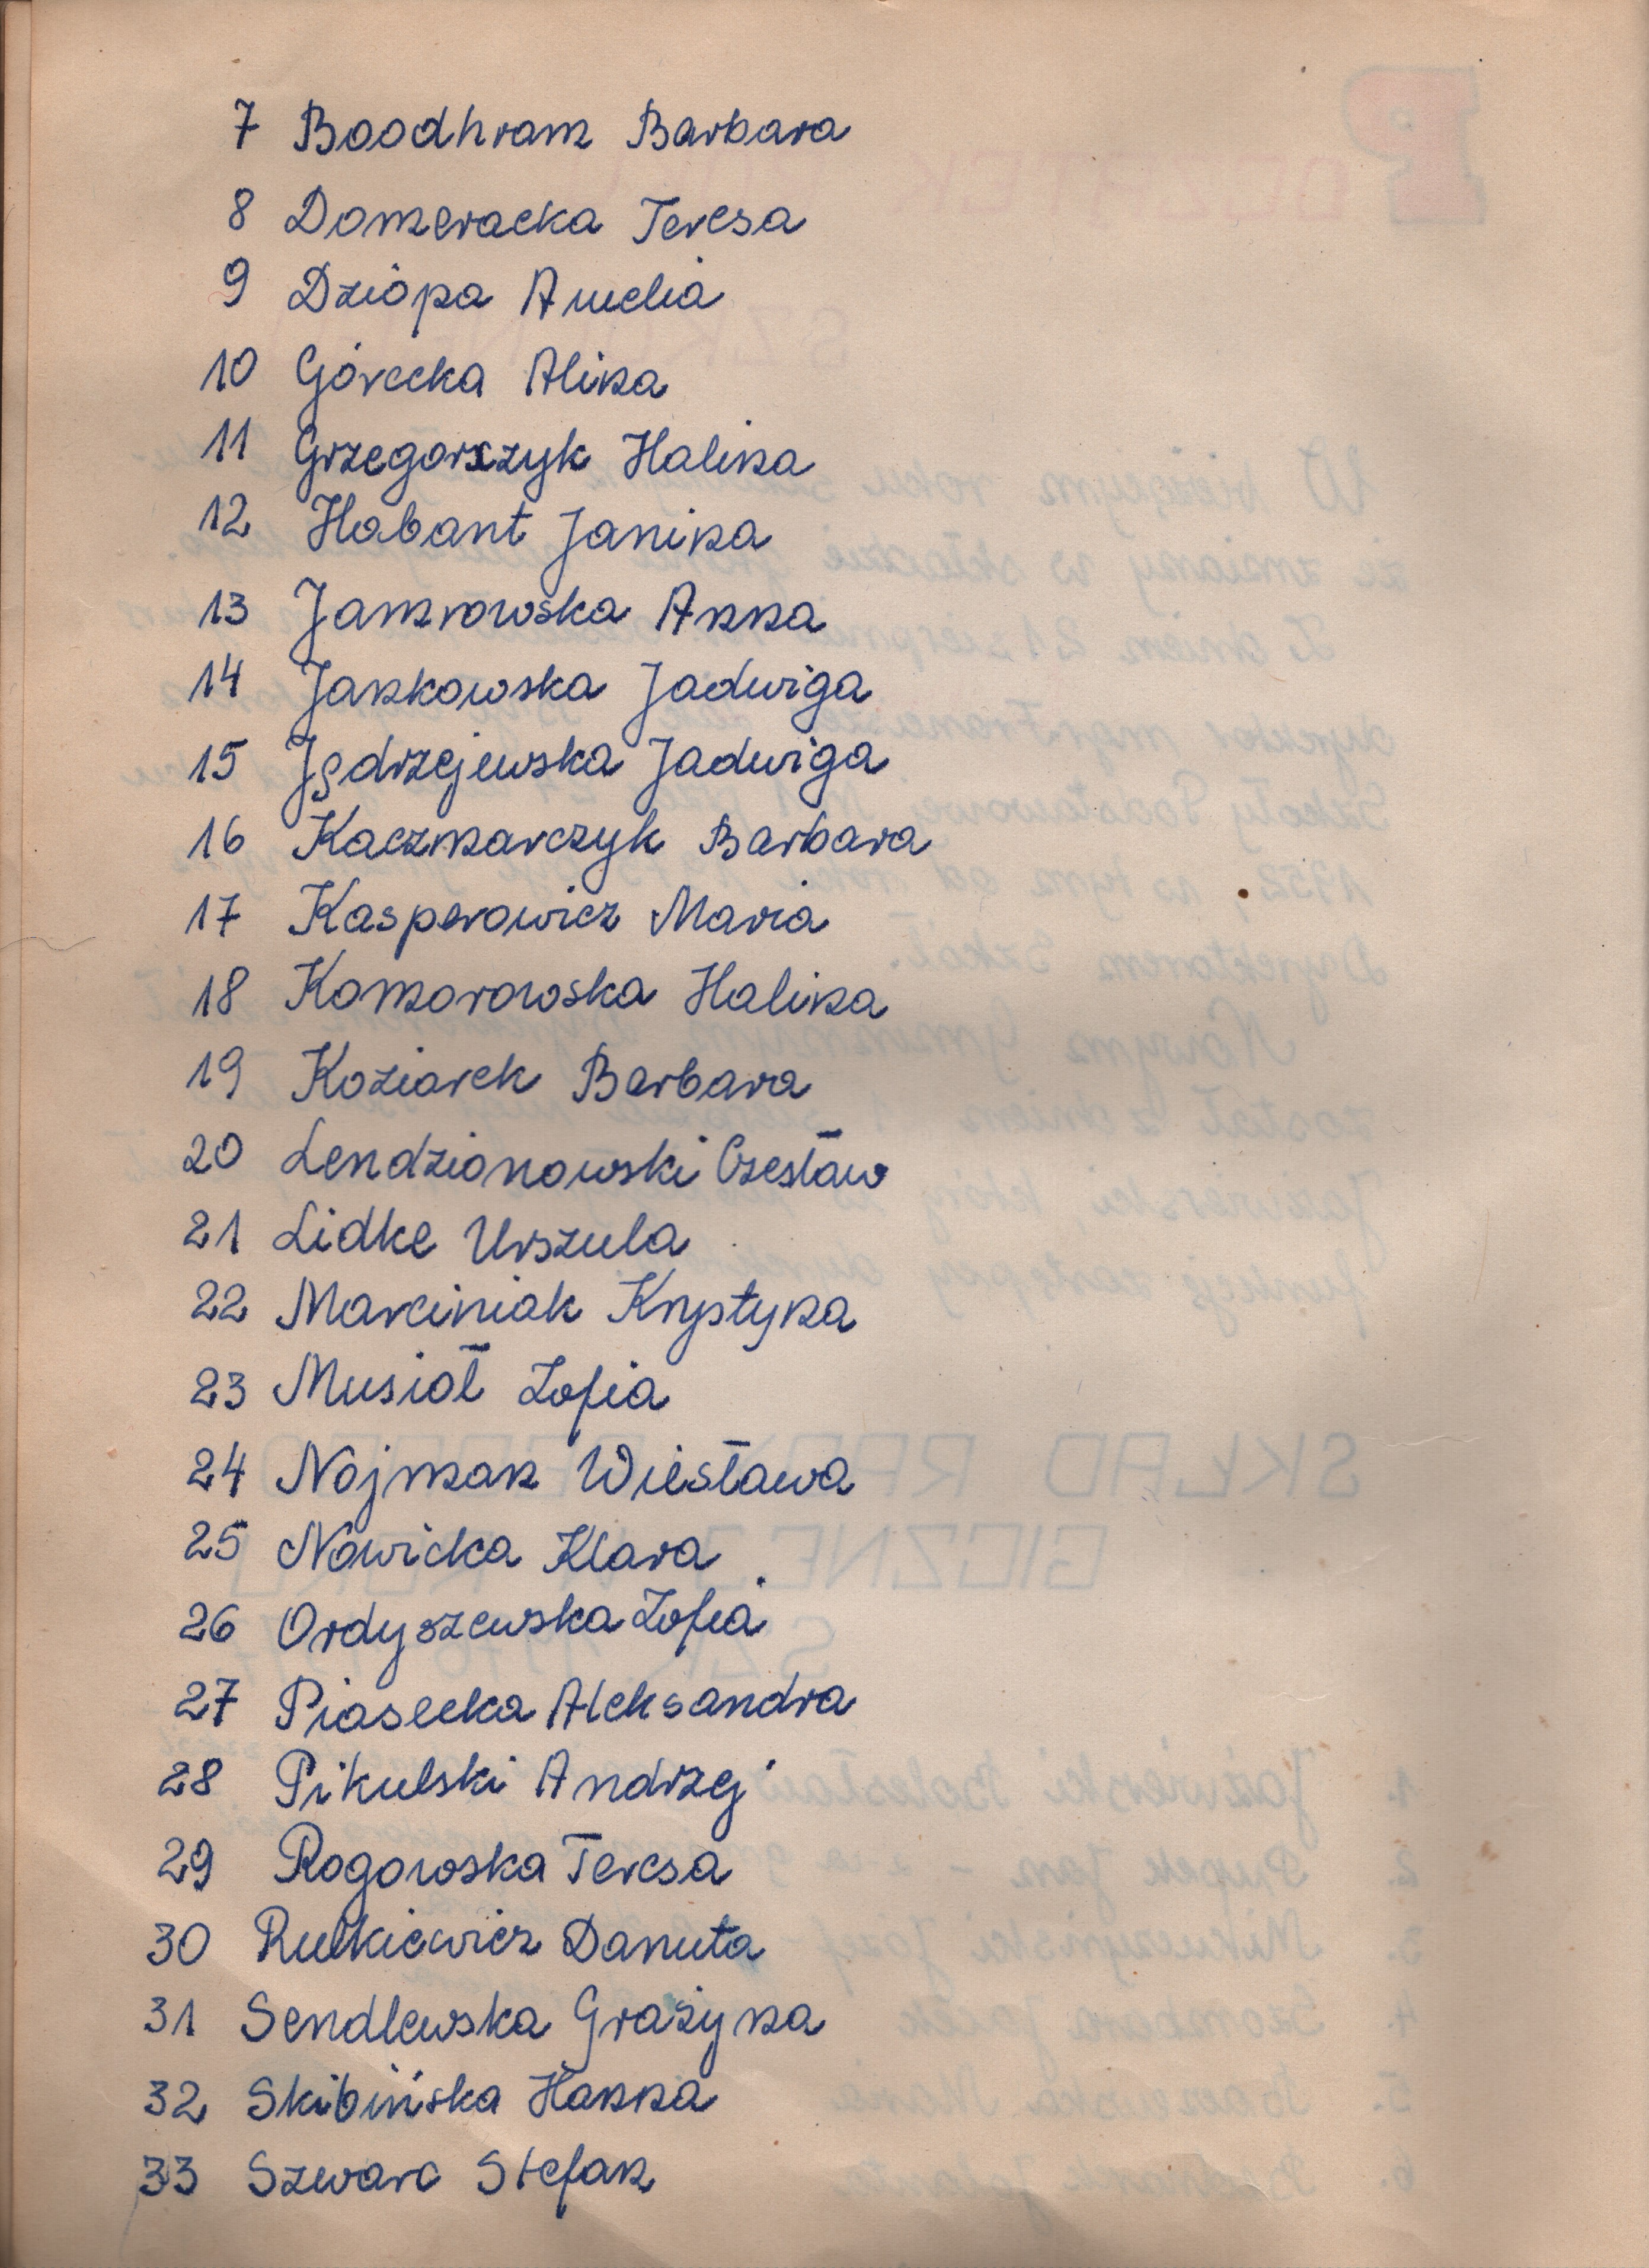 7 Boodhram Barbara
8 Domeracka Teresa
9 Dziopa Amelia
10 Górecka Alina
11 Grzegorczyk Halina
12 Habant Janina
13 Jamrowska Anna
14 Jankowska Jadwiga
15 Jędrzejewska Jadwiga
16 Kaczmarczyk Barbara
17 Kasperowicz Maria
18 Komorowska Halina
19 Koziarek Barbara
20 Lendzionowski Czesław
21 Lidke Urszula
22 Marciniak Krystyna
23 Musiał Zofia
24 Nojman Wiesława
25 Nowicka Klara
26 Ordyszewska Zofia
27 Piasecka Aleksandra
28 Pikulski Andrzej
29 Rogowska Teresa
30 Rutkiewicz Danuta
31 Sendlewska Grażyna
32 Skibińska Hanna
33 Szwarc Stefan